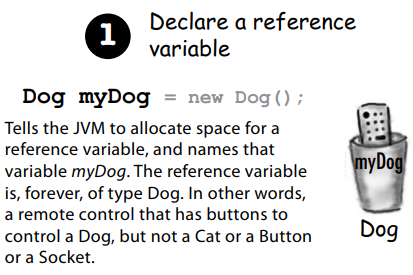 1 Declare a reference
variable
Dog myDog = new Dog();
Tells the JVM to allocate space for a
reference variable, and names that
variable myDog. The reference variable
is, forever, of type Dog. In other words,
a remote control that has buttons to
control a Dog, but not a Cat or a Button
or a Socket.
myDog
Dog